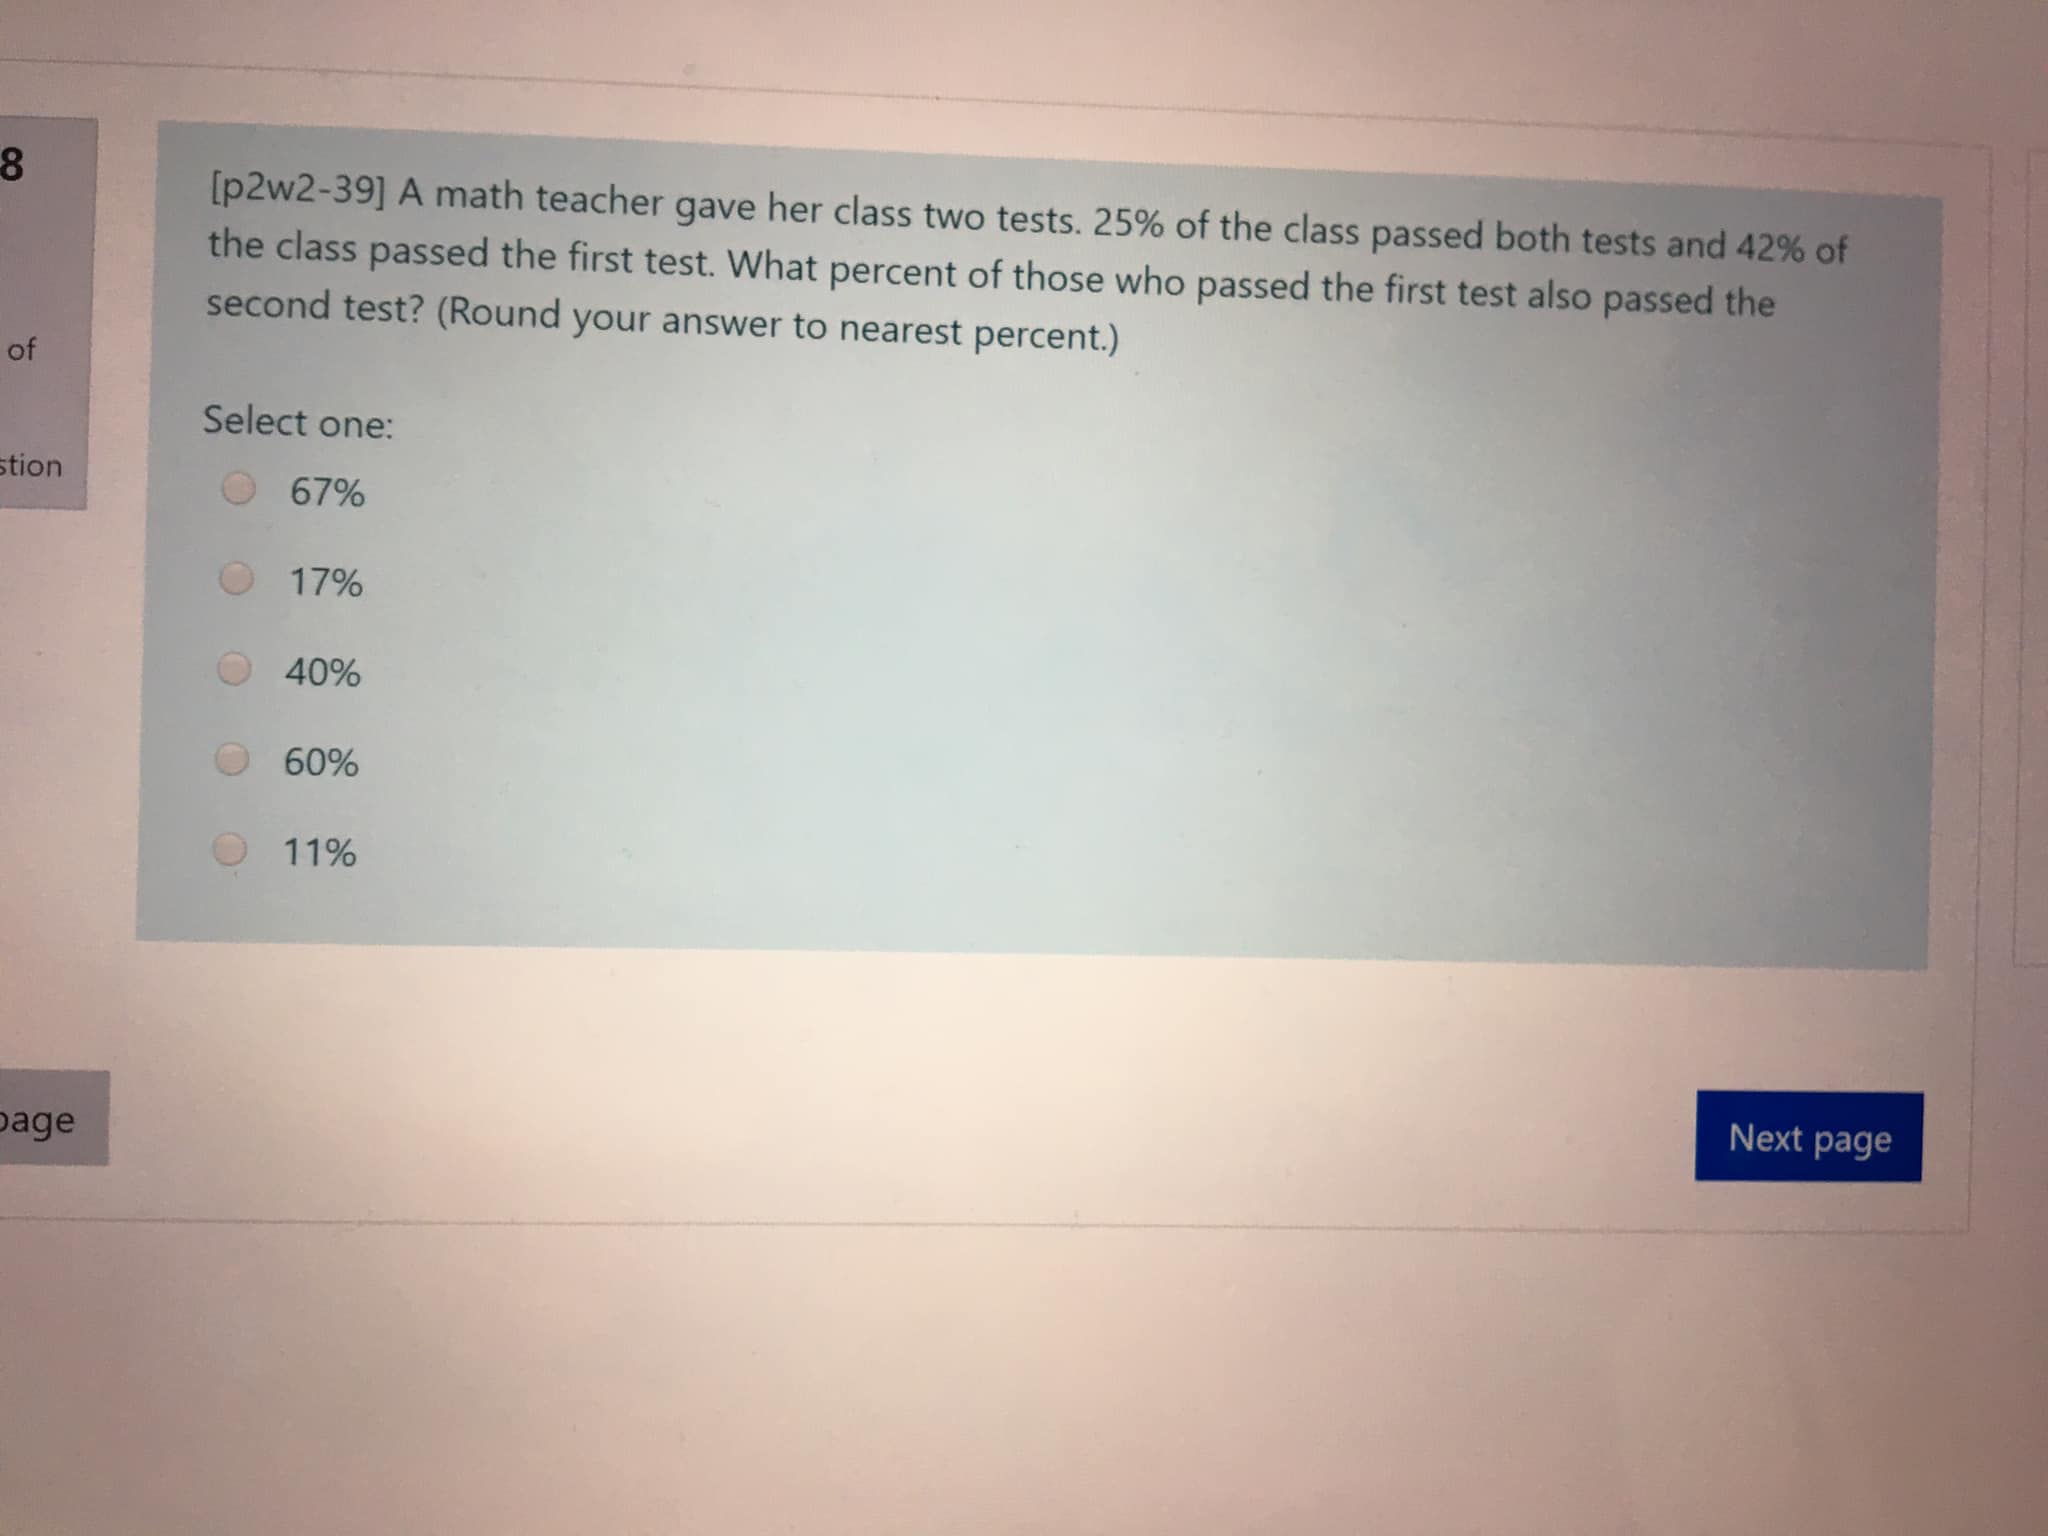 8
of
stion
[p2w2-39] A math teacher gave her class two tests. 25% of the class passed both tests and 42% of
the class passed the first test. What percent of those who passed the first test also passed the
second test? (Round your answer to nearest percent.)
Select one:
67%
17%
40%
60%
11%
page
Next page